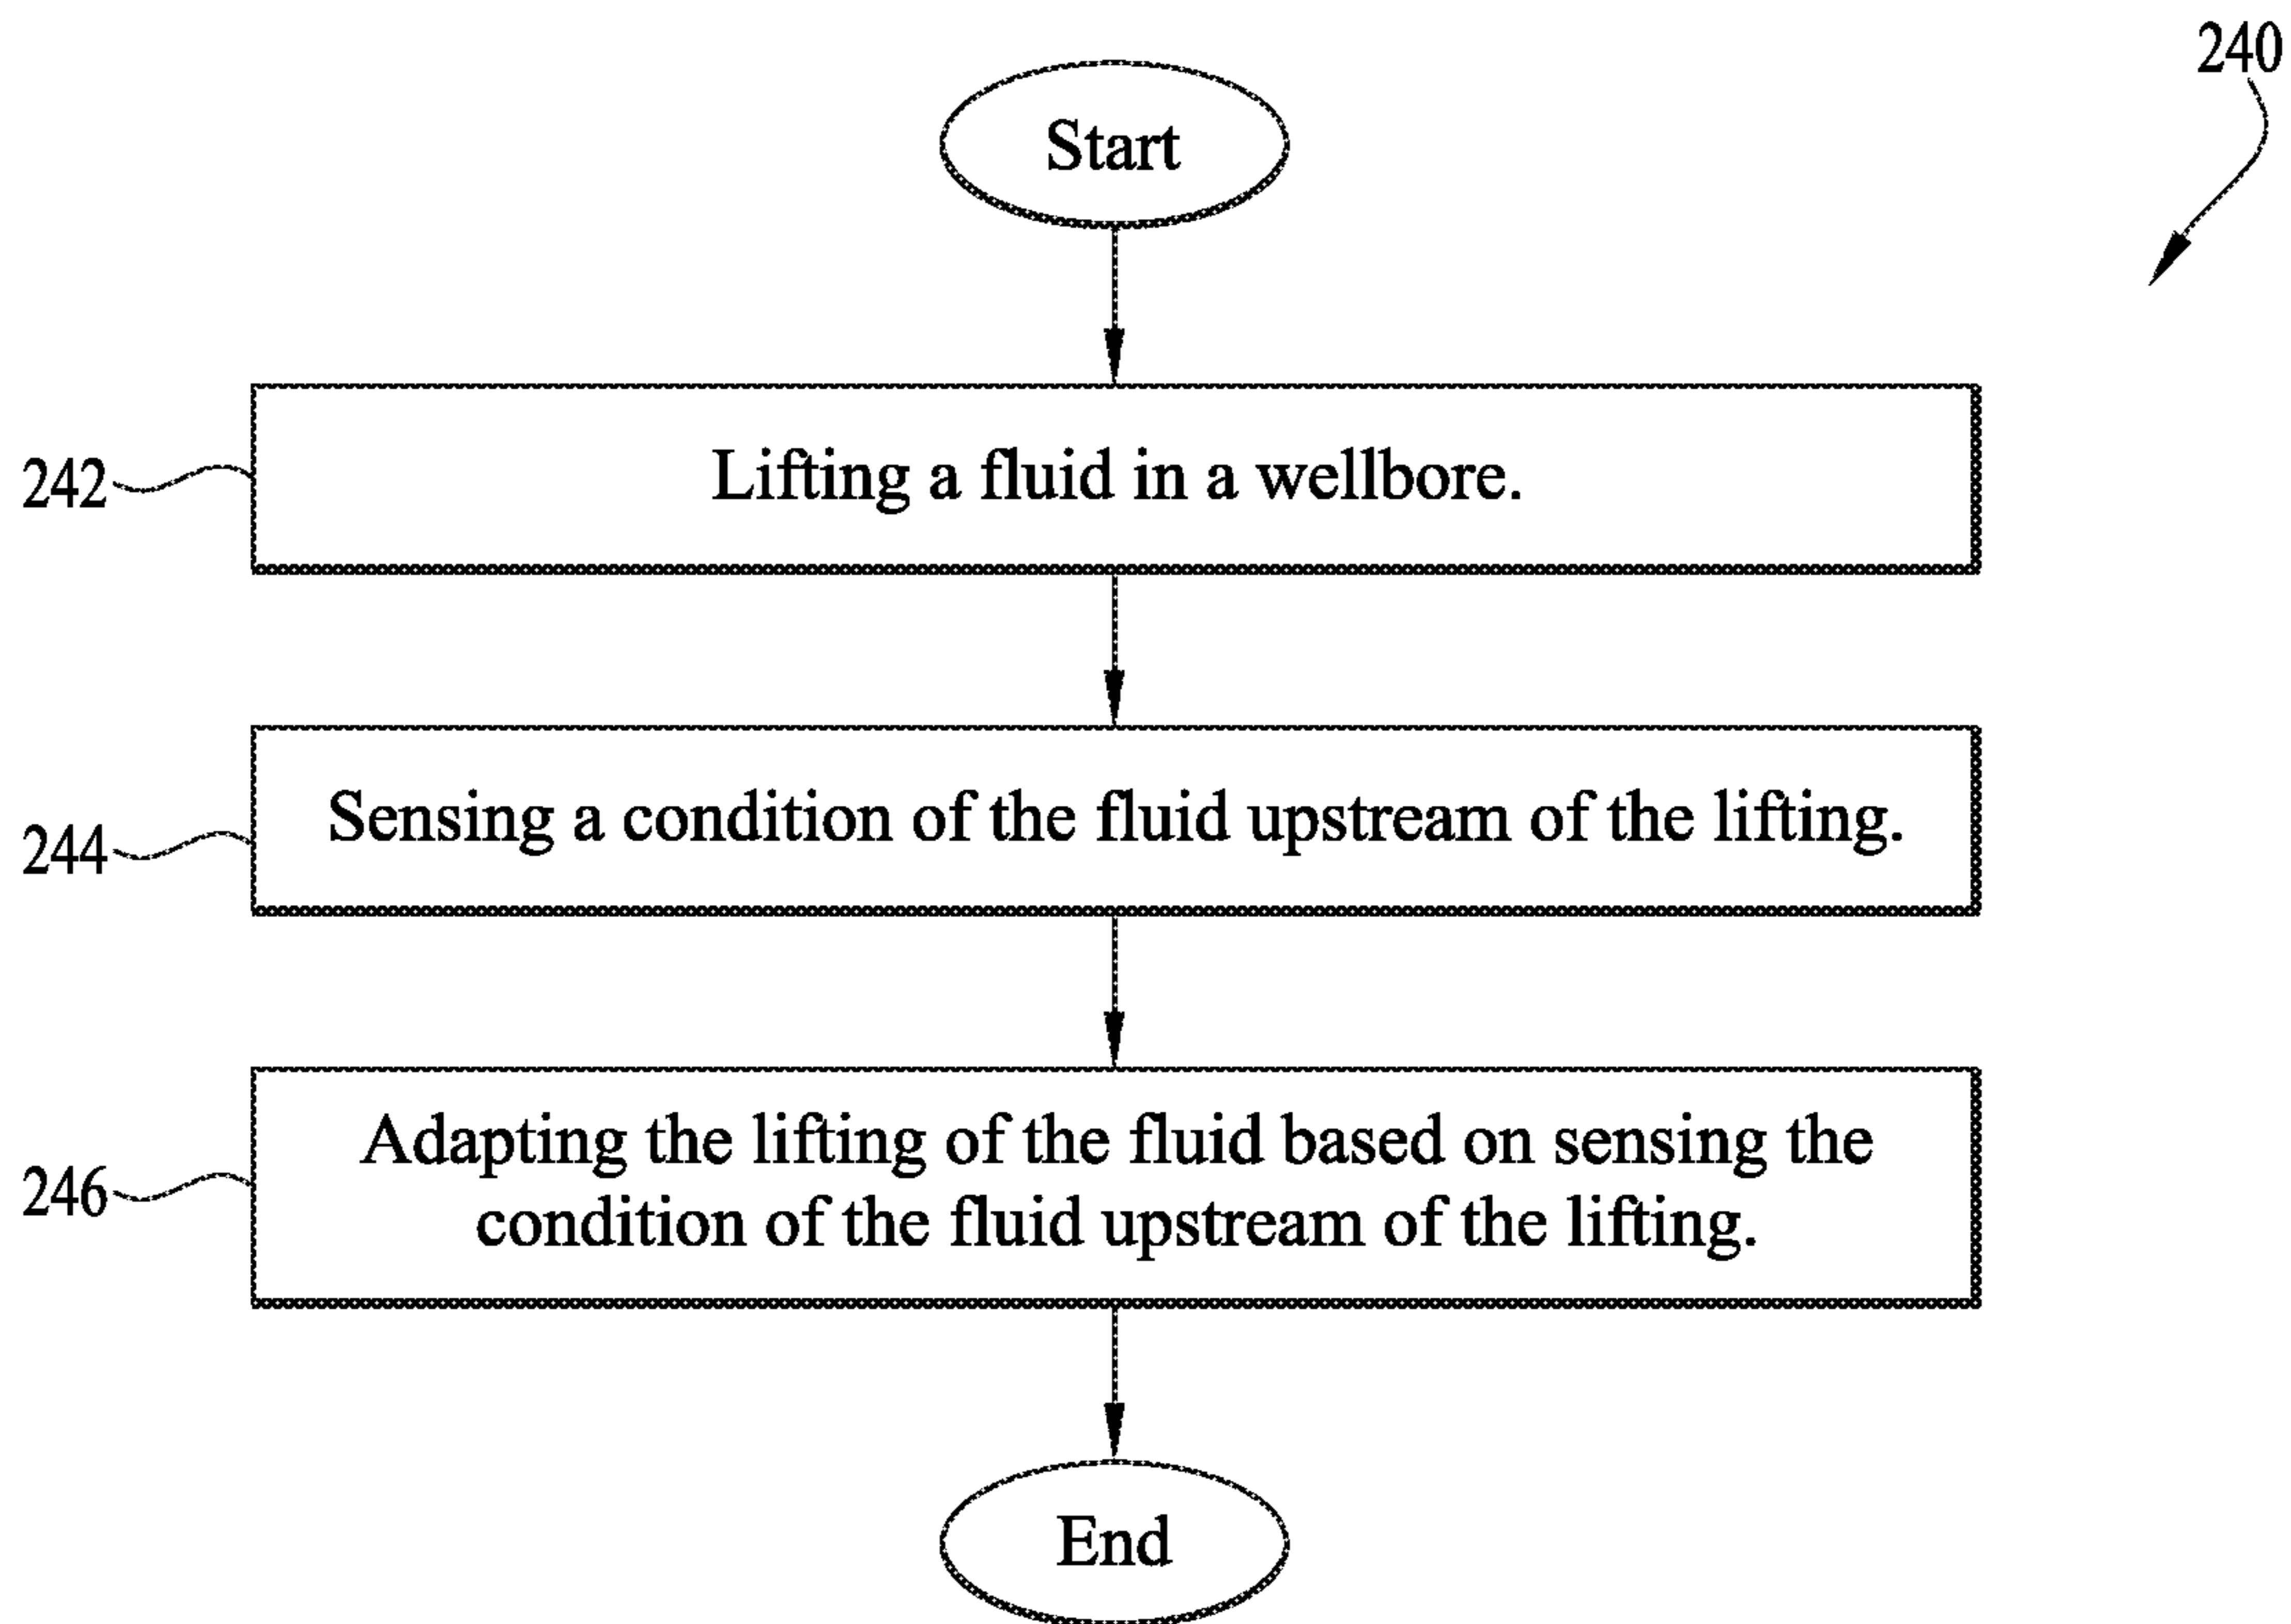 240
Start
242
Lifting a fluid in a wellbore.
244
Sensing a condition of the fluid upstream of the lifting.
246
Adapting the lifting of the fluid based on sensing the
condition of the fluid upstream of the lifting.
End